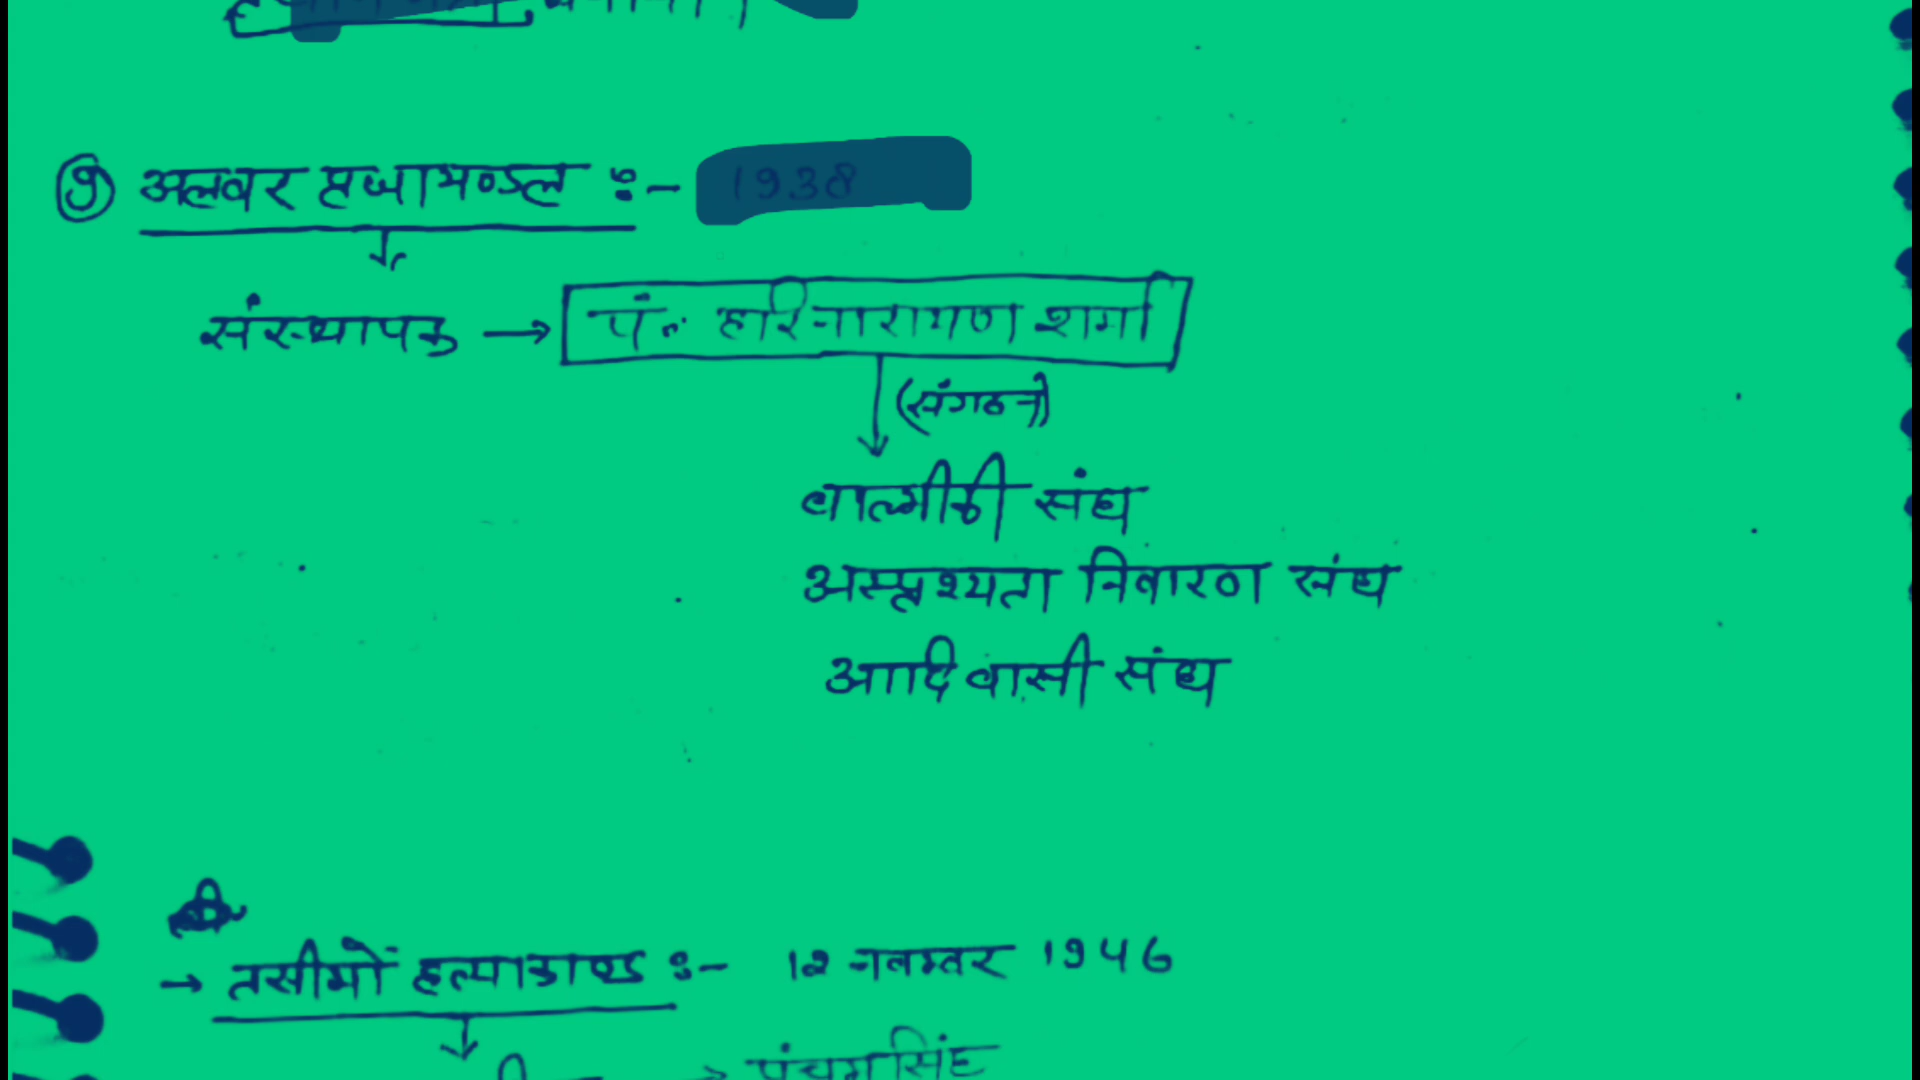 ⑨ अलवर प्रजामण्डल :- 1938
संस्थापक → पं. हरिनारायण शर्मा
(संगठन)
वाल्मीकी संघ
अस्पृश्यता निवारण संघ
आदिवासी संघ
→ तसीमों हत्याकाण्ड :- 12 नवम्बर 1946
→ पंचमसिंह